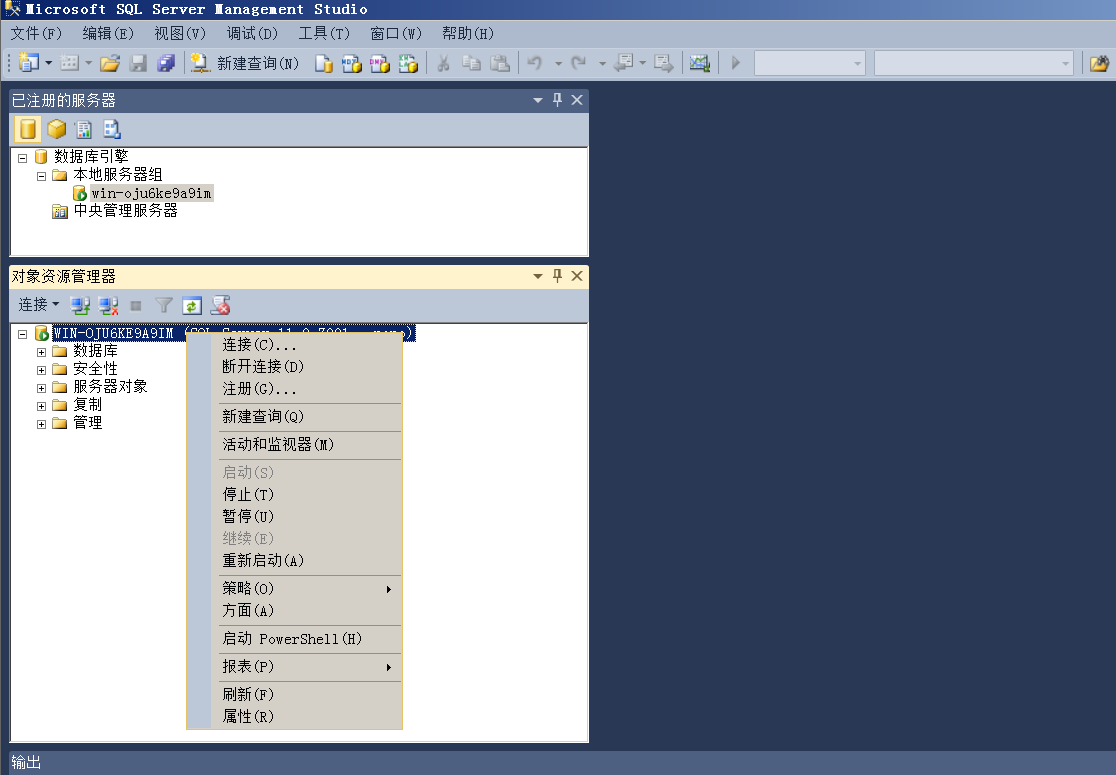 Microsoft SQL Server Management Studio
文件(F) 编辑(E) 视图(V) 调试(D) 工具(T) 窗口(W) 帮助(H)
新建查询(N)
已注册的服务器
数据库引擎
本地服务器组
win-oju6ke9a9im
中央管理服务器
对象资源管理器
连接
WIN-OJU6KE9A9IM (SQL Server 11.0
数据库
安全性
服务器对象
复制
管理
连接(C)...
断开连接(D)
注册(G)...
新建查询(Q)
活动和监视器(M)
启动(S)
停止(T)
暂停(U)
继续(E)
重新启动(A)
策略(O)
方面(A)
启动 PowerShell(H)
报表(P)
刷新(F)
属性(R)
输出